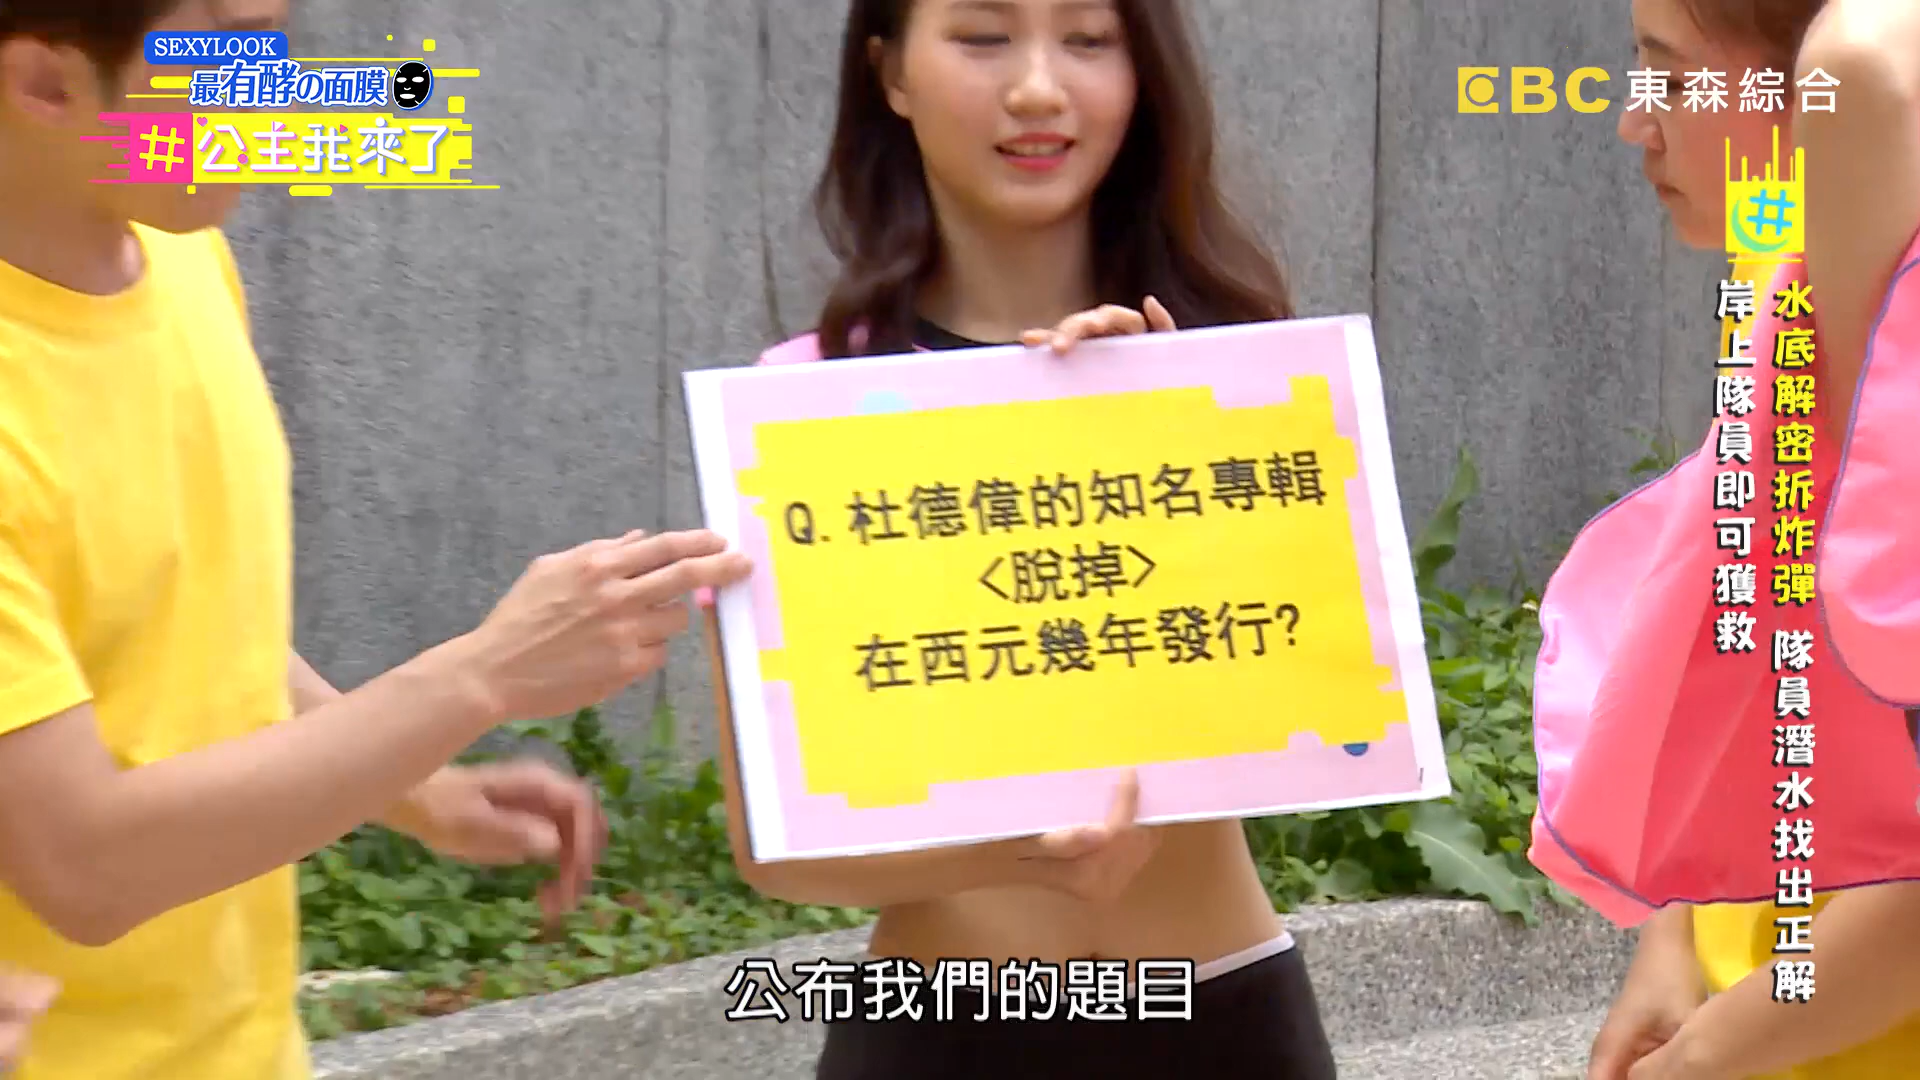 SEXYLOOK
最有酵の面膜
#公主我來了
EBC東森綜合
#
水底解密拆炸彈 隊員潛水找出正解
岸上隊員即可獲救
Q.杜德偉的知名專輯
<脫掉>
在西元幾年發行?
公布我們的題目